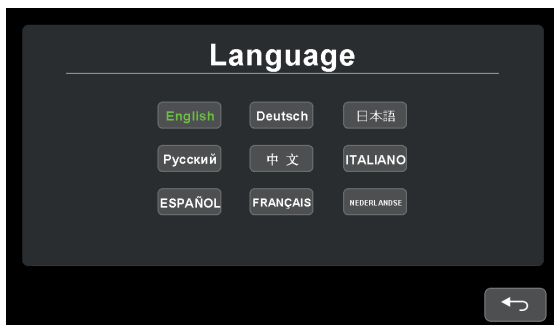 Language
English Deutsch 日本語
Русский 中 文 ITALIANO
ESPAÑOL FRANÇAIS NEDERLANDSE